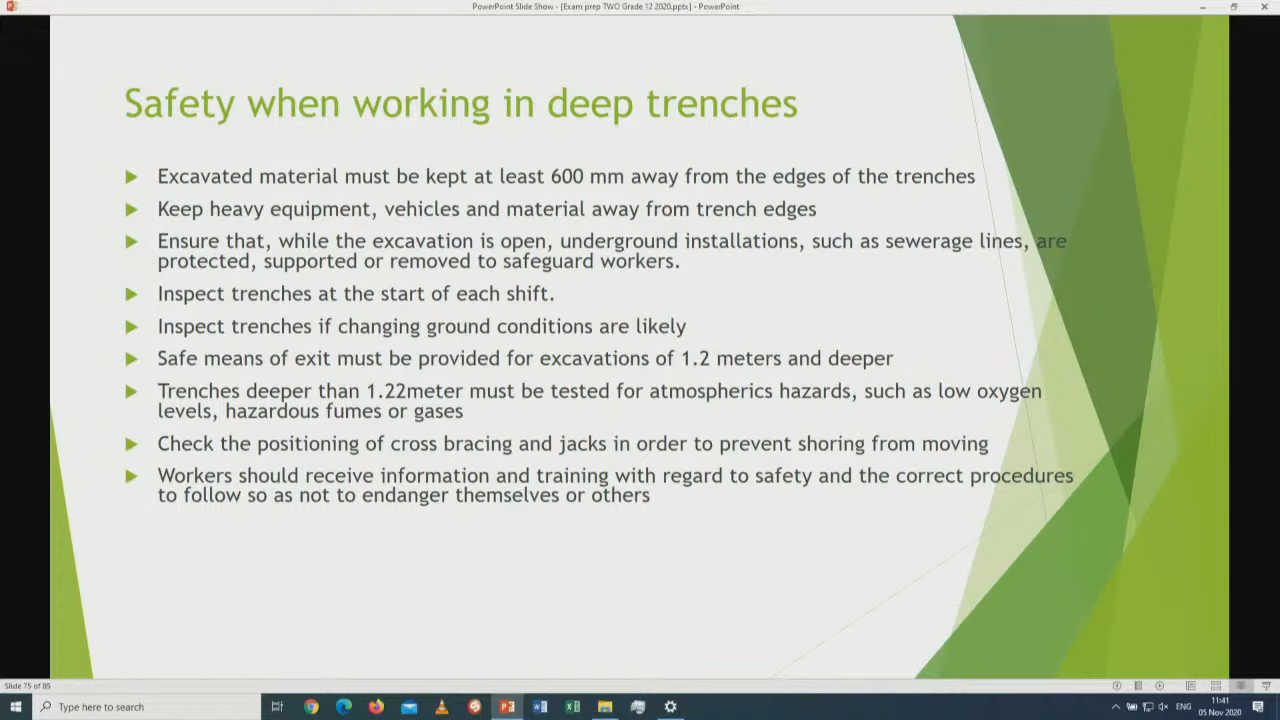 PowerPoint Slide Show - [Exam prep TWO Grade 12 2020.pptx] - PowerPoint
Safety when working in deep trenches
Excavated material must be kept at least 600 mm away from the edges of the trenches
Keep heavy equipment, vehicles and material away from trench edges
Ensure that, while the excavation is open, underground installations, such as sewerage lines, are
protected, supported or removed to safeguard workers.
Inspect trenches at the start of each shift.
Inspect trenches if changing ground conditions are likely
Safe means of exit must be provided for excavations of 1.2 meters and deeper
Trenches deeper than 1.22meter must be tested for atmospherics hazards, such as low oxygen
levels, hazardous fumes or gases
Check the positioning of cross bracing and jacks in order to prevent shoring from moving
Workers should receive information and training with regard to safety and the correct procedures
to follow so as not to endanger themselves or others
Slide 75 of 85
Type here to search
ENG
11:41
05 Nov 2020